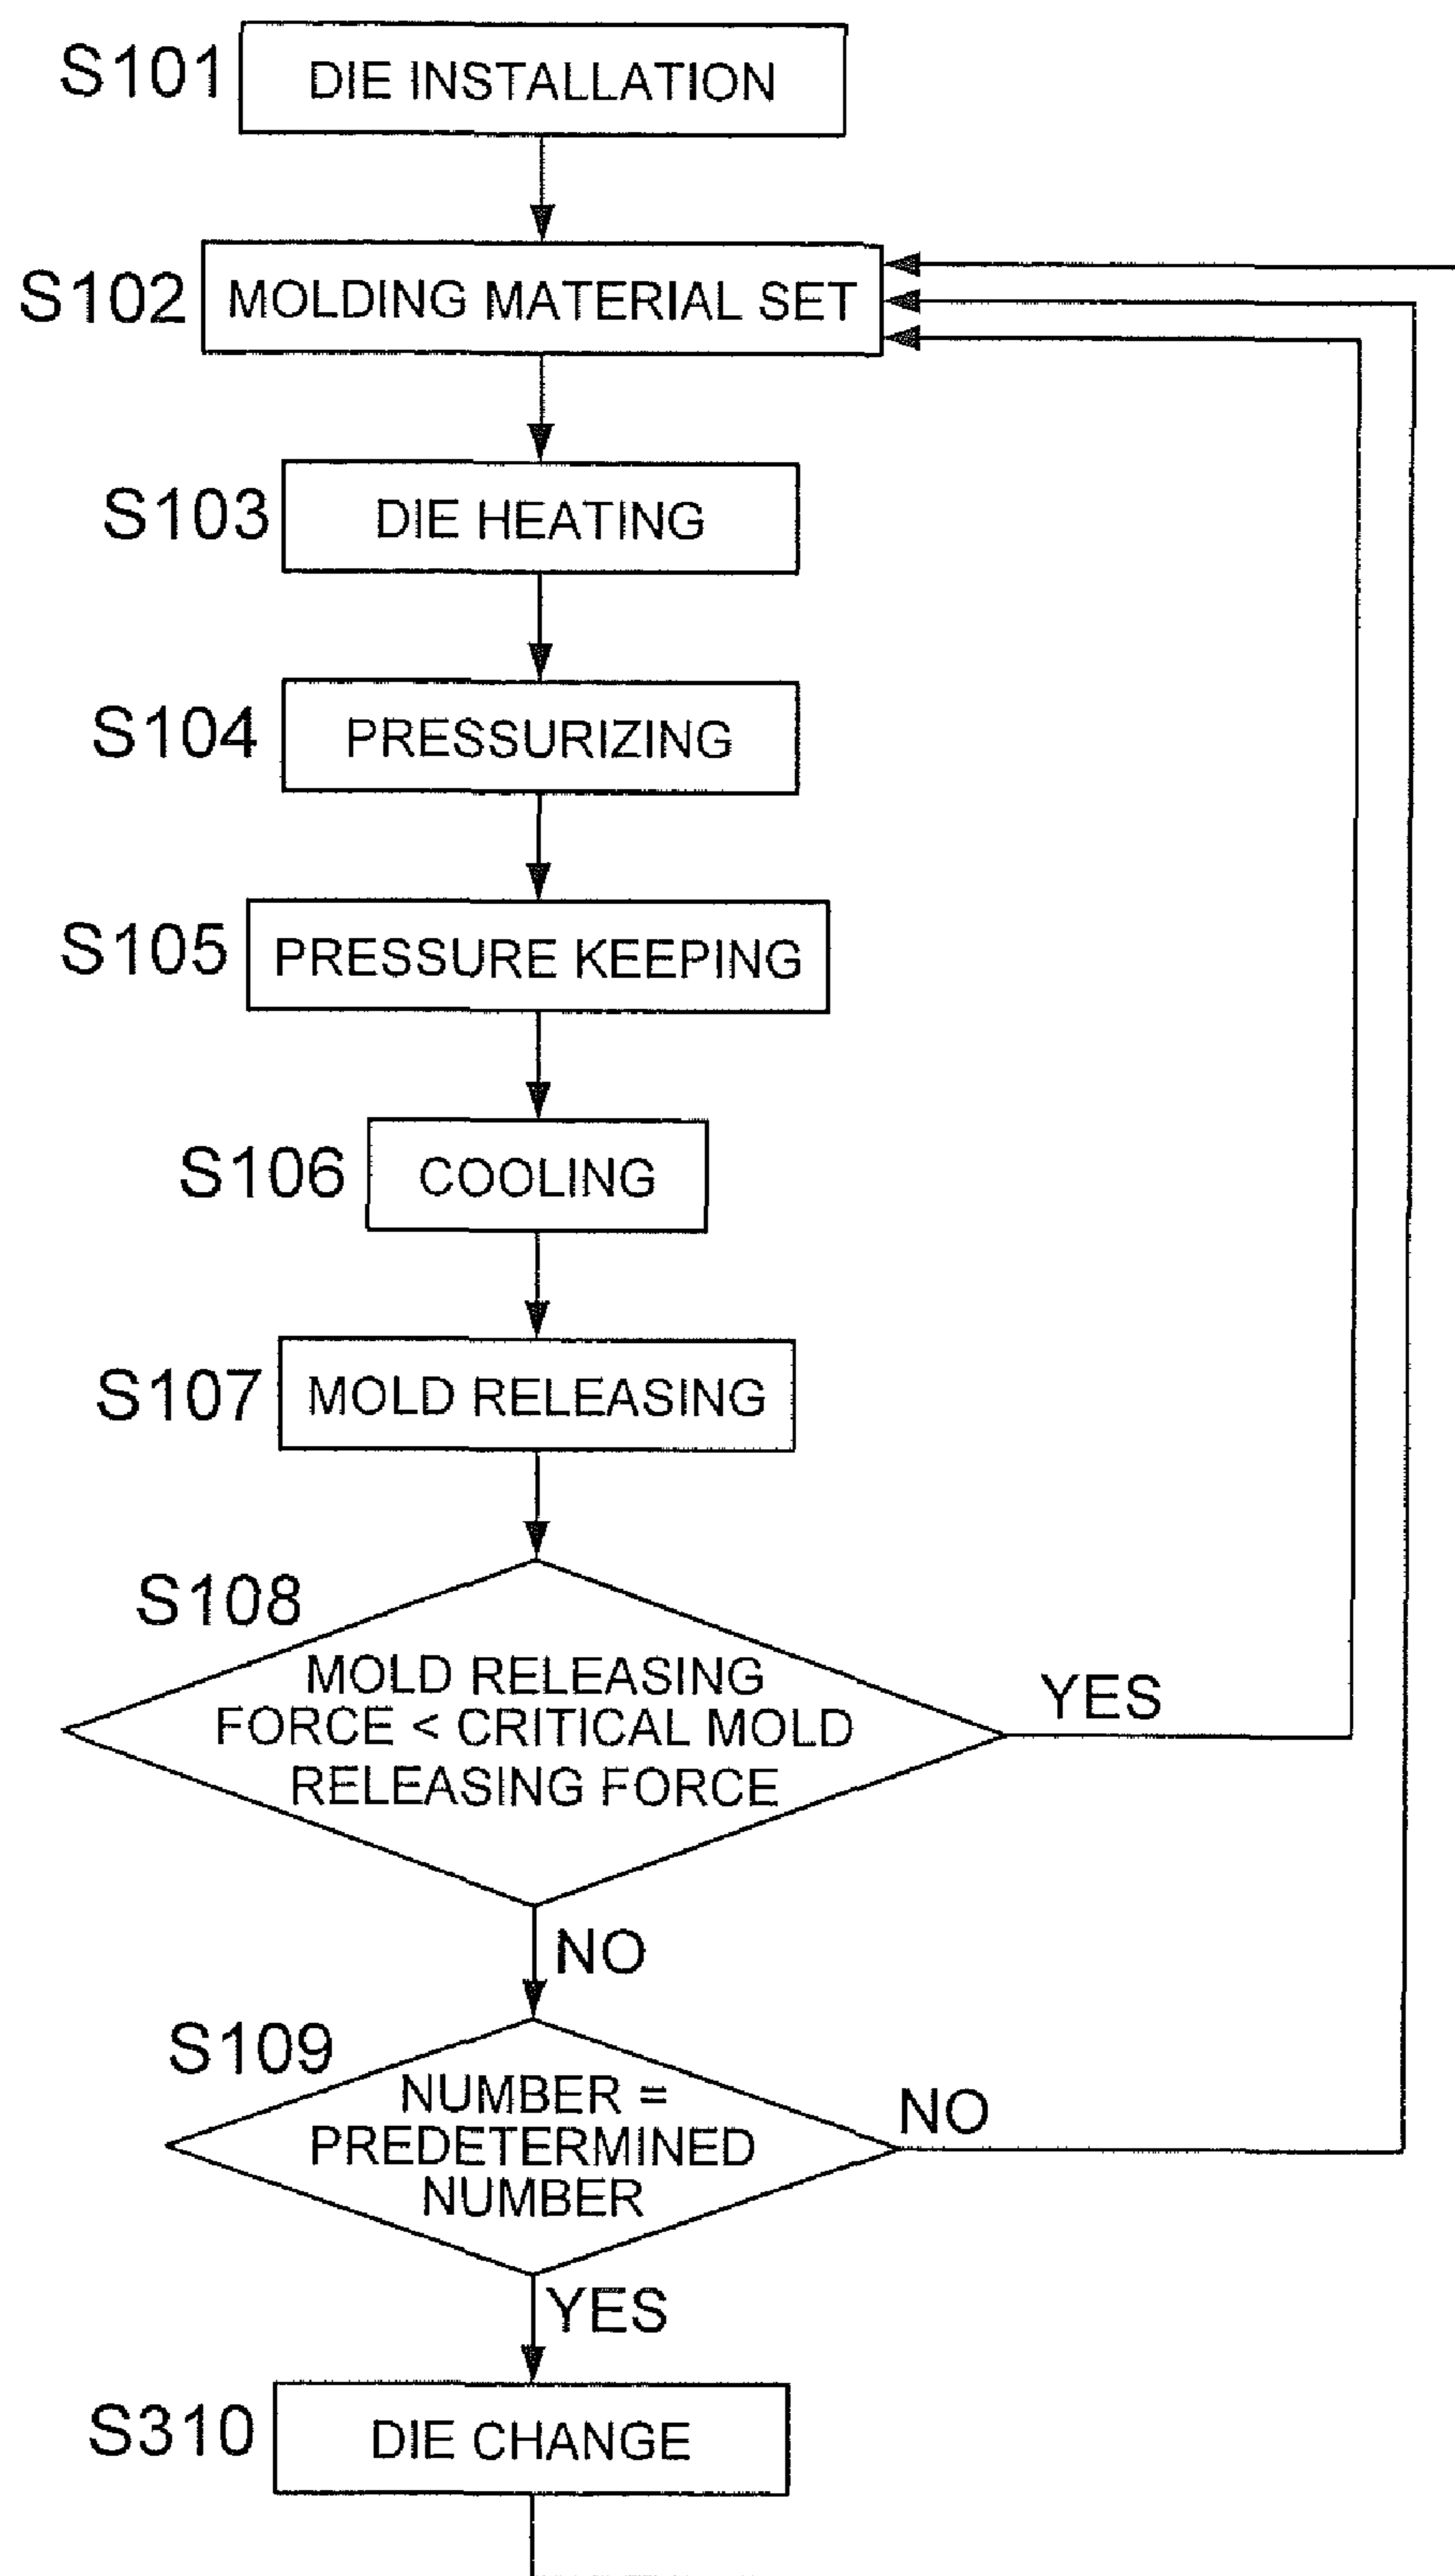 S101
DIE INSTALLATION
S102
MOLDING MATERIAL SET
S103
DIE HEATING
S104
PRESSURIZING
S105
PRESSURE KEEPING
S106
COOLING
S107
MOLD RELEASING
S108
MOLD RELEASING
FORCE < CRITICAL MOLD
RELEASING FORCE
YES
NO
S109
NUMBER =
PREDETERMINED
NUMBER
NO
YES
S310
DIE CHANGE